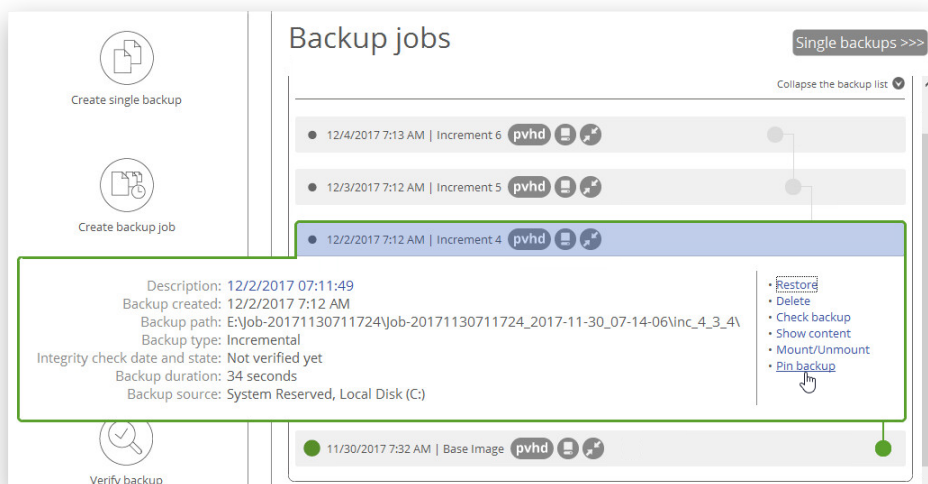 Backup jobs
Single backups >>>
Create single backup
Collapse the backup list
12/4/2017 7:13 AM | Increment 6 pvhd
12/3/2017 7:12 AM | Increment 5 pvhd
Create backup job
12/2/2017 7:12 AM | Increment 4 pvhd
Description: 12/2/2017 07:11:49
Backup created: 12/2/2017 7:12 AM
Backup path: E:\Job-20171130711724\Job-20171130711724_2017-11-30_07-14-06\inc_4_3_4\
Backup type: Incremental
Integrity check date and state: Not verified yet
Backup duration: 34 seconds
Backup source: System Reserved, Local Disk (C:)
• Restore
• Delete
• Check backup
• Show content
• Mount/Unmount
• Pin backup
11/30/2017 7:32 AM | Base Image pvhd
Verify backup